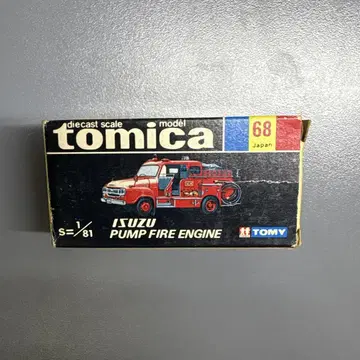 diecast scale model
tomica
68
Japan
S=1/81
ISUZU
PUMP FIRE ENGINE
TOMY